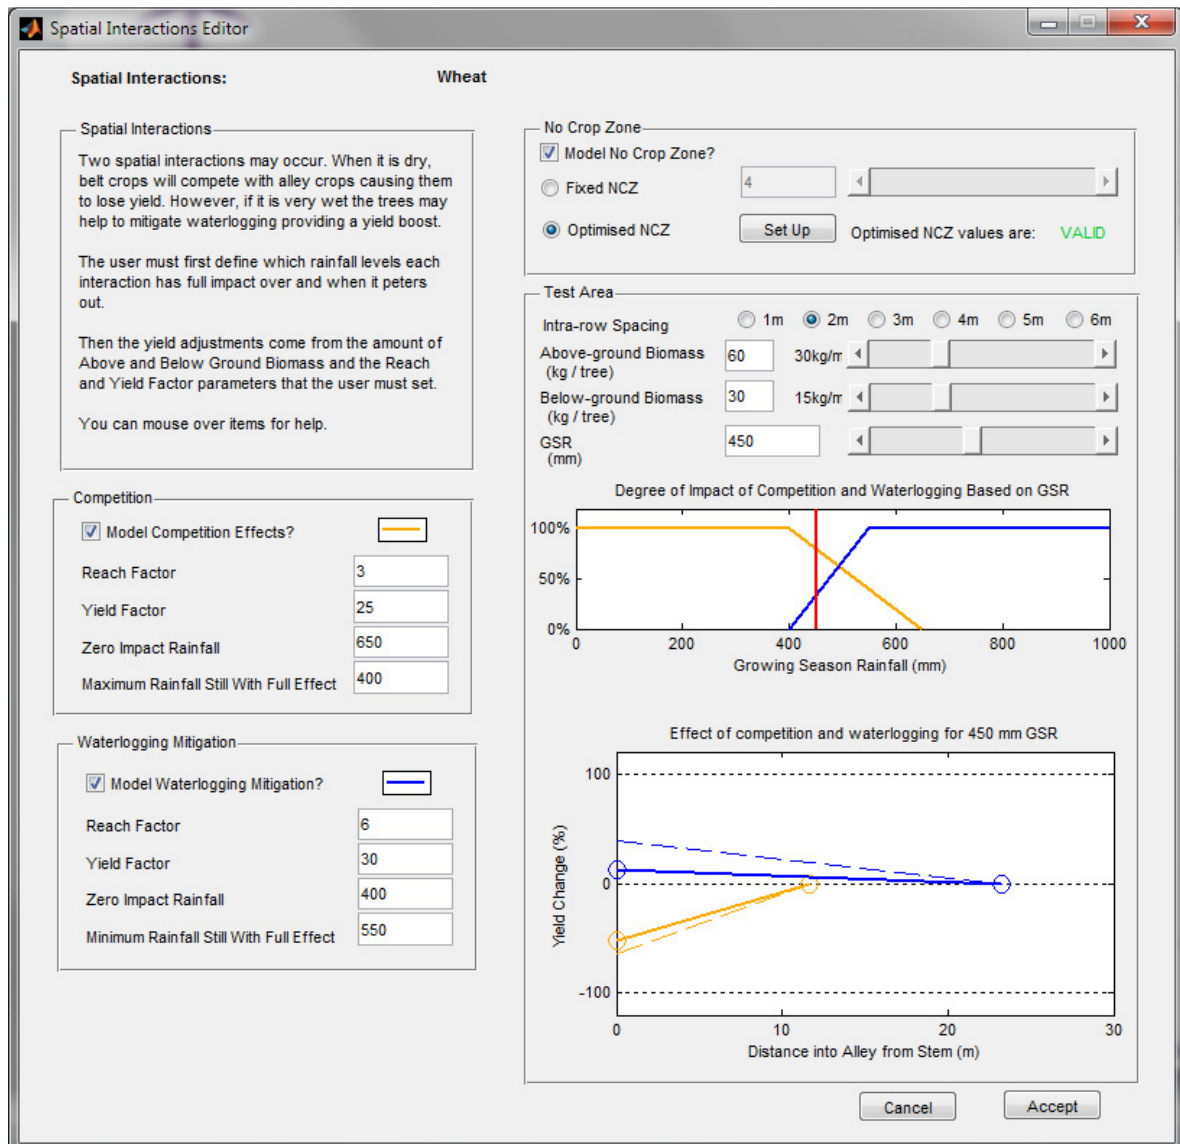 Spatial Interactions Editor
Spatial Interactions: Wheat
Spatial Interactions
Two spatial interactions may occur. When it is dry,
belt crops will compete with alley crops causing them
to lose yield. However, if it is very wet the trees may
help to mitigate waterlogging providing a yield boost.
The user must first define which rainfall levels each
interaction has full impact over and when it peters
out.
Then the yield adjustments come from the amount of
Above and Below Ground Biomass and the Reach
and Yield Factor parameters that the user must set.
You can mouse over items for help.
Competition
Model Competition Effects?
Reach Factor 3
Yield Factor 25
Zero Impact Rainfall 650
Maximum Rainfall Still With Full Effect 400
Waterlogging Mitigation
Model Waterlogging Mitigation?
Reach Factor 6
Yield Factor 30
Zero Impact Rainfall 400
Minimum Rainfall Still With Full Effect 550
No Crop Zone
Model No Crop Zone?
Fixed NCZ 4
Optimised NCZ Set Up Optimised NCZ values are: VALID
Test Area
Intra-row Spacing 1m 2m 3m 4m 5m 6m
Above-ground Biomass 60 30kg/m
(kg / tree)
Below-ground Biomass 30 15kg/m
(kg / tree)
GSR 450
(mm)
Degree of Impact of Competition and Waterlogging Based on GSR
100%
50%
0%
0 200 400 600 800 1000
Growing Season Rainfall (mm)
Effect of competition and waterlogging for 450 mm GSR
100
0
-100
Yield Change (%)
0 10 20 30
Distance into Alley from Stem (m)
Cancel Accept